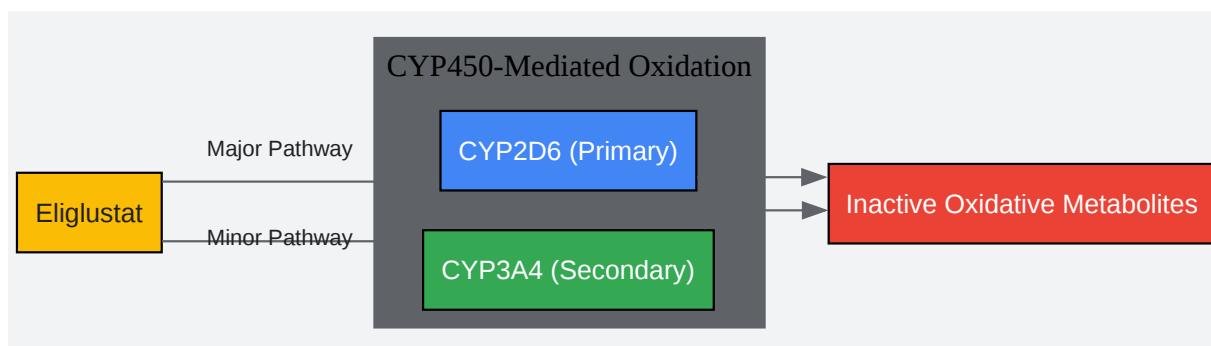 CYP450-Mediated Oxidation
Major Pathway
CYP2D6 (Primary)
Eliglustat
Inactive Oxidative Metabolites
Minor Pathway
CYP3A4 (Secondary)